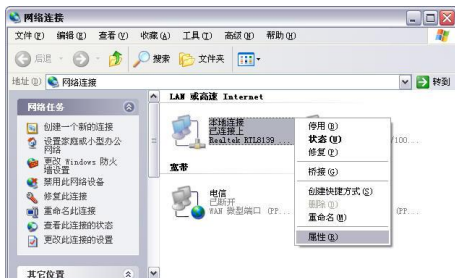 网络连接
文件(F) 编辑(E) 查看(V) 收藏(A) 工具(T) 高级(N) 帮助(H)
后退 搜索 文件夹
地址(D) 网络连接 转到
网络任务
创建一个新的连接
设置家庭或小型办公网络
更改 Windows 防火墙设置
禁用此网络设备
修复此连接
重命名此连接
查看此连接的状态
更改此连接的设置
其它位置
LAN 或高速 Internet
本地连接
已连接上
Realtek RTL8139 ...
/100...
宽带
电信
已断开
WAN 微型端口 (PP...
(PP...
停用(B)
状态(U)
修复(P)
桥接(G)
创建快捷方式(S)
删除(D)
重命名(M)
属性(R)